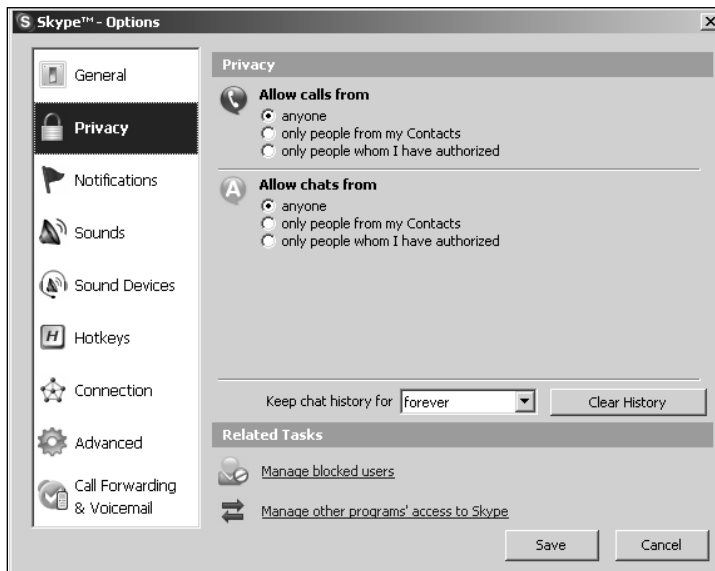 Skype™ - Options
General
Privacy
Notifications
Sounds
Sound Devices
H Hotkeys
Connection
Advanced
Call Forwarding
& Voicemail
Privacy
Allow calls from
anyone
only people from my Contacts
only people whom I have authorized
A Allow chats from
anyone
only people from my Contacts
only people whom I have authorized
Keep chat history for forever Clear History
Related Tasks
Manage blocked users
Manage other programs' access to Skype
Save Cancel